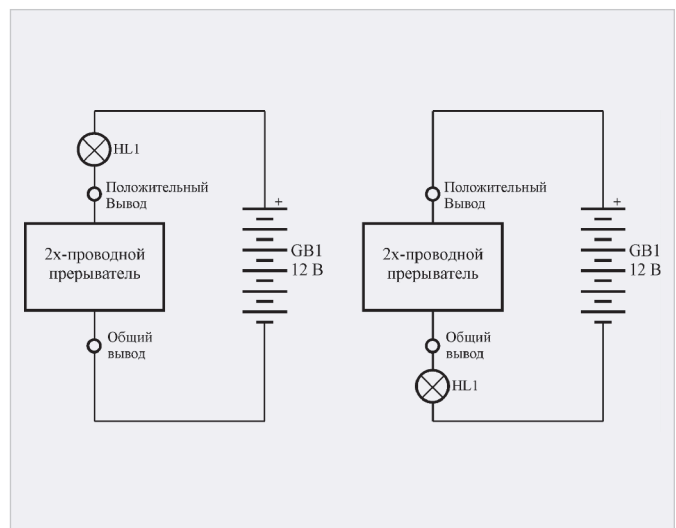 HL1
Положительный
Вывод
+
2х-проводной
прерыватель
GB1
12 В
Общий
вывод
Положительный
Вывод
+
2х-проводной
прерыватель
GB1
12 В
Общий
вывод
HL1